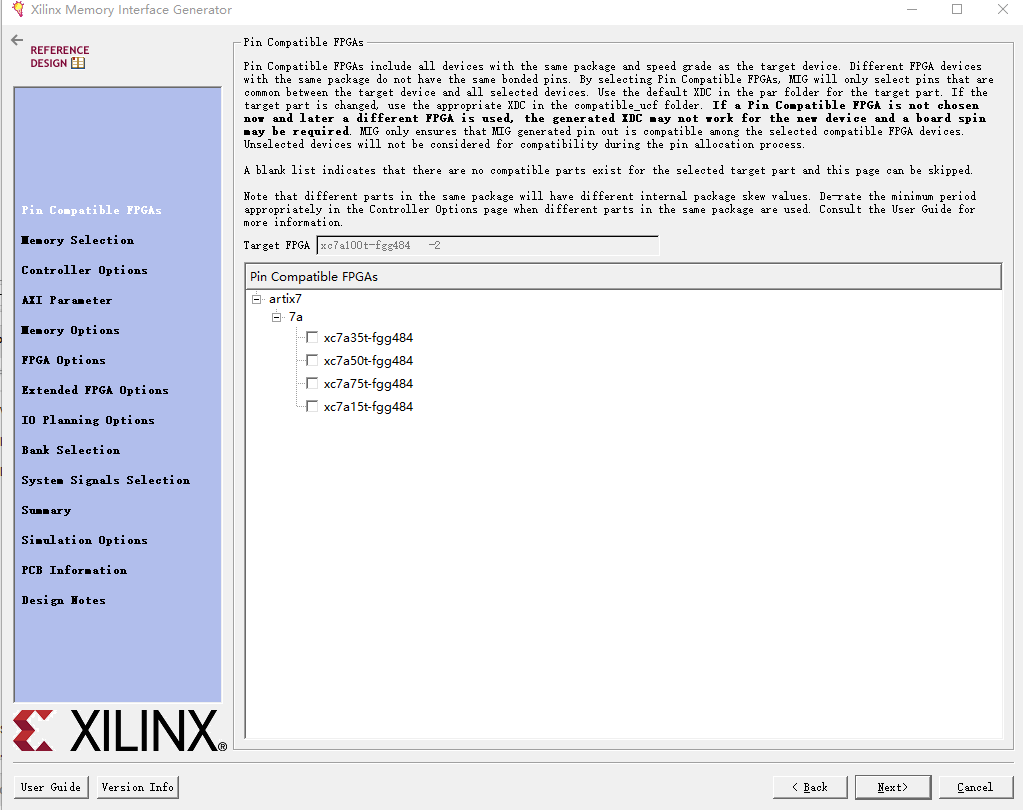 Xilinx Memory Interface Generator
REFERENCE
DESIGN
Pin Compatible FPGAs
Memory Selection
Controller Options
AXI Parameter
Memory Options
FPGA Options
Extended FPGA Options
IO Planning Options
Bank Selection
System Signals Selection
Summary
Simulation Options
PCB Information
Design Notes
XILINX®
Pin Compatible FPGAs
Pin Compatible FPGAs include all devices with the same package and speed grade as the target device. Different FPGA devices
with the same package do not have the same bonded pins. By selecting Pin Compatible FPGAs, MIG will only select pins that are
common between the target device and all selected devices. Use the default XDC in the par folder for the target part. If the
target part is changed, use the appropriate XDC in the compatible_ucf folder. If a Pin Compatible FPGA is not chosen
now and later a different FPGA is used, the generated XDC may not work for the new device and a board spin
may be required. MIG only ensures that MIG generated pin out is compatible among the selected compatible FPGA devices.
Unselected devices will not be considered for compatibility during the pin allocation process.
A blank list indicates that there are no compatible parts exist for the selected target part and this page can be skipped.
Note that different parts in the same package will have different internal package skew values. De-rate the minimum period
appropriately in the Controller Options page when different parts in the same package are used. Consult the User Guide for
more information.
Target FPGA xc7a100t-fgg484 -2
Pin Compatible FPGAs
artix7
7a
xc7a35t-fgg484
xc7a50t-fgg484
xc7a75t-fgg484
xc7a15t-fgg484
User Guide Version Info < Back Next> Cancel